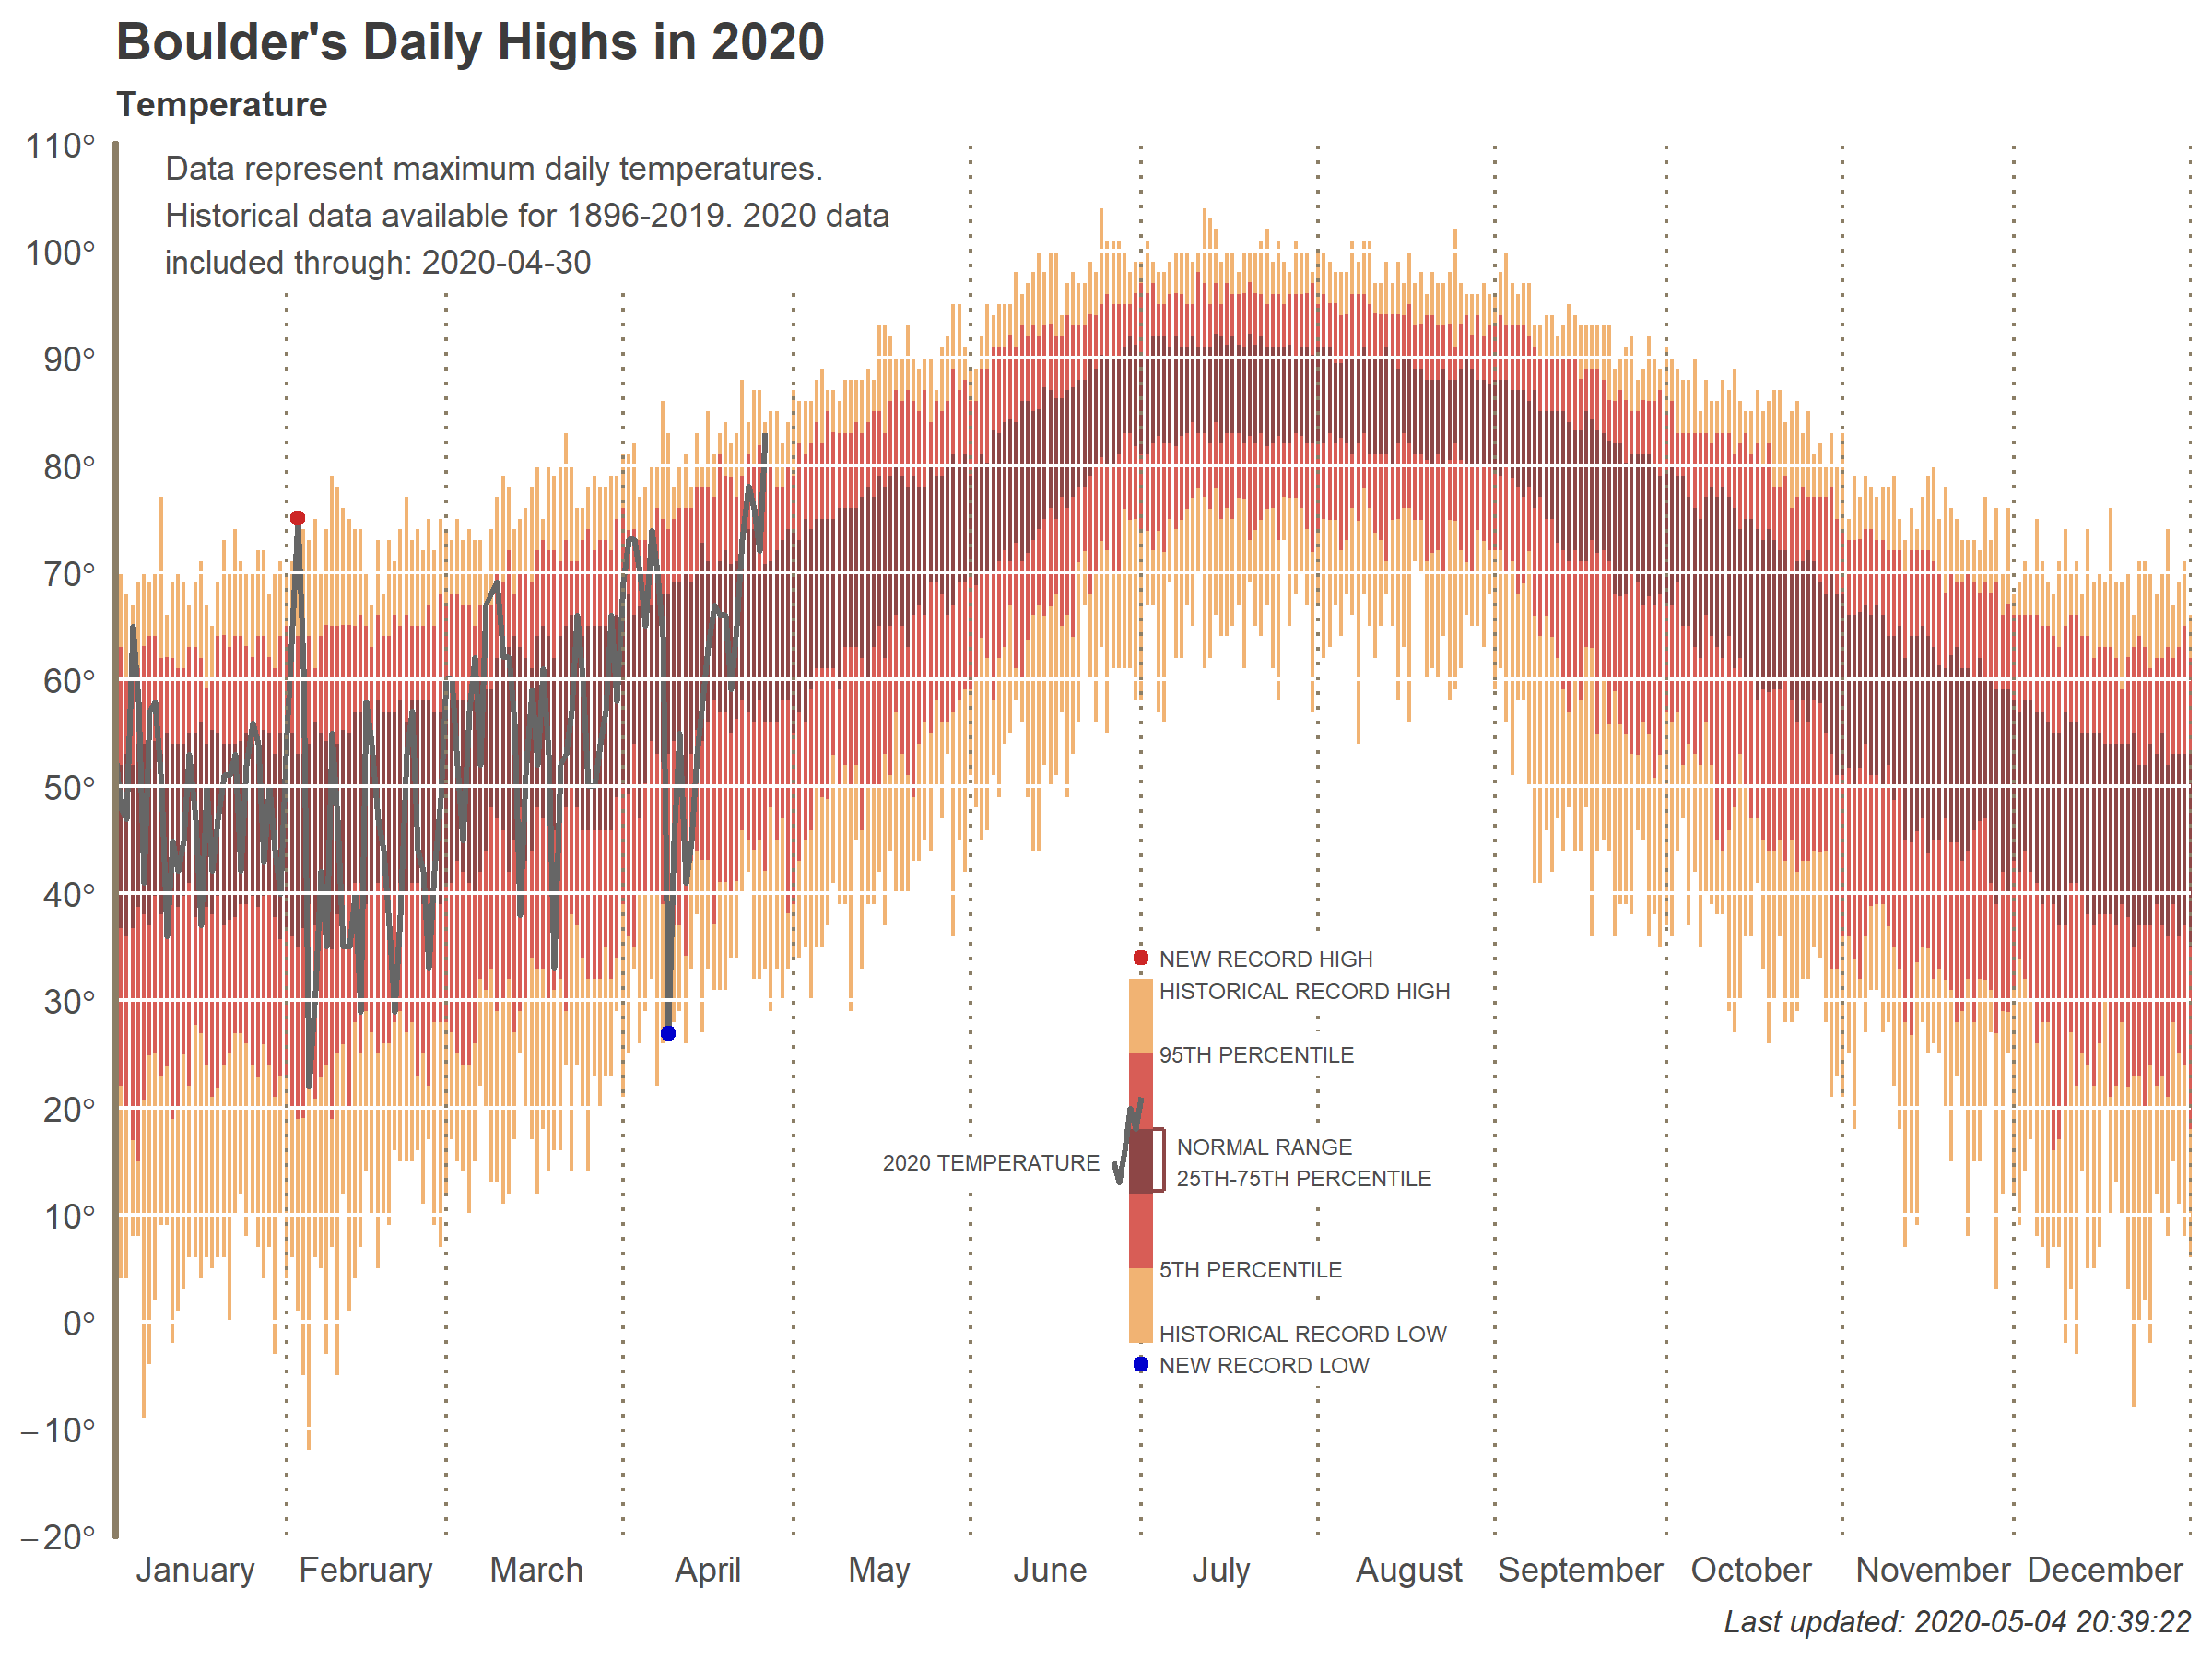 Boulder's Daily Highs in 2020
Temperature
110°
Data represent maximum daily temperatures.
Historical data available for 1896-2019. 2020 data
included through: 2020-04-30
100°
90°
80°
70°
60°
50°
40°
30°
20°
10°
0°
−10°
−20°
NEW RECORD HIGH
HISTORICAL RECORD HIGH
95TH PERCENTILE
2020 TEMPERATURE
NORMAL RANGE
25TH-75TH PERCENTILE
5TH PERCENTILE
HISTORICAL RECORD LOW
NEW RECORD LOW
January February March April May June July August September October November December
Last updated: 2020-05-04 20:39:22